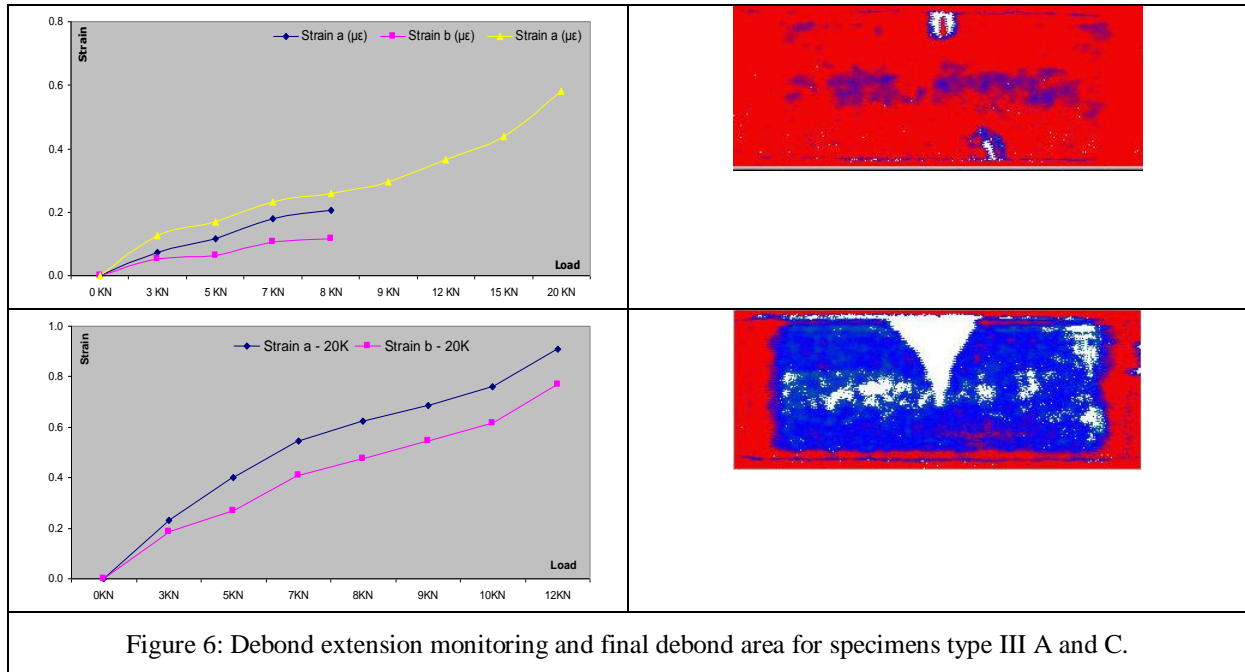 Strain
Strain a (µε) Strain b (µε) Strain a (µε)
0.8
0.6
0.4
0.2
0.0
Load
0 KN 3 KN 5 KN 7 KN 8 KN 9 KN 12 KN 15 KN 20 KN
Strain
Strain a - 20K Strain b - 20K
1.0
0.8
0.6
0.4
0.2
0.0
Load
0KN 3KN 5KN 7KN 8KN 9KN 10KN 12KN
Figure 6: Debond extension monitoring and final debond area for specimens type III A and C.